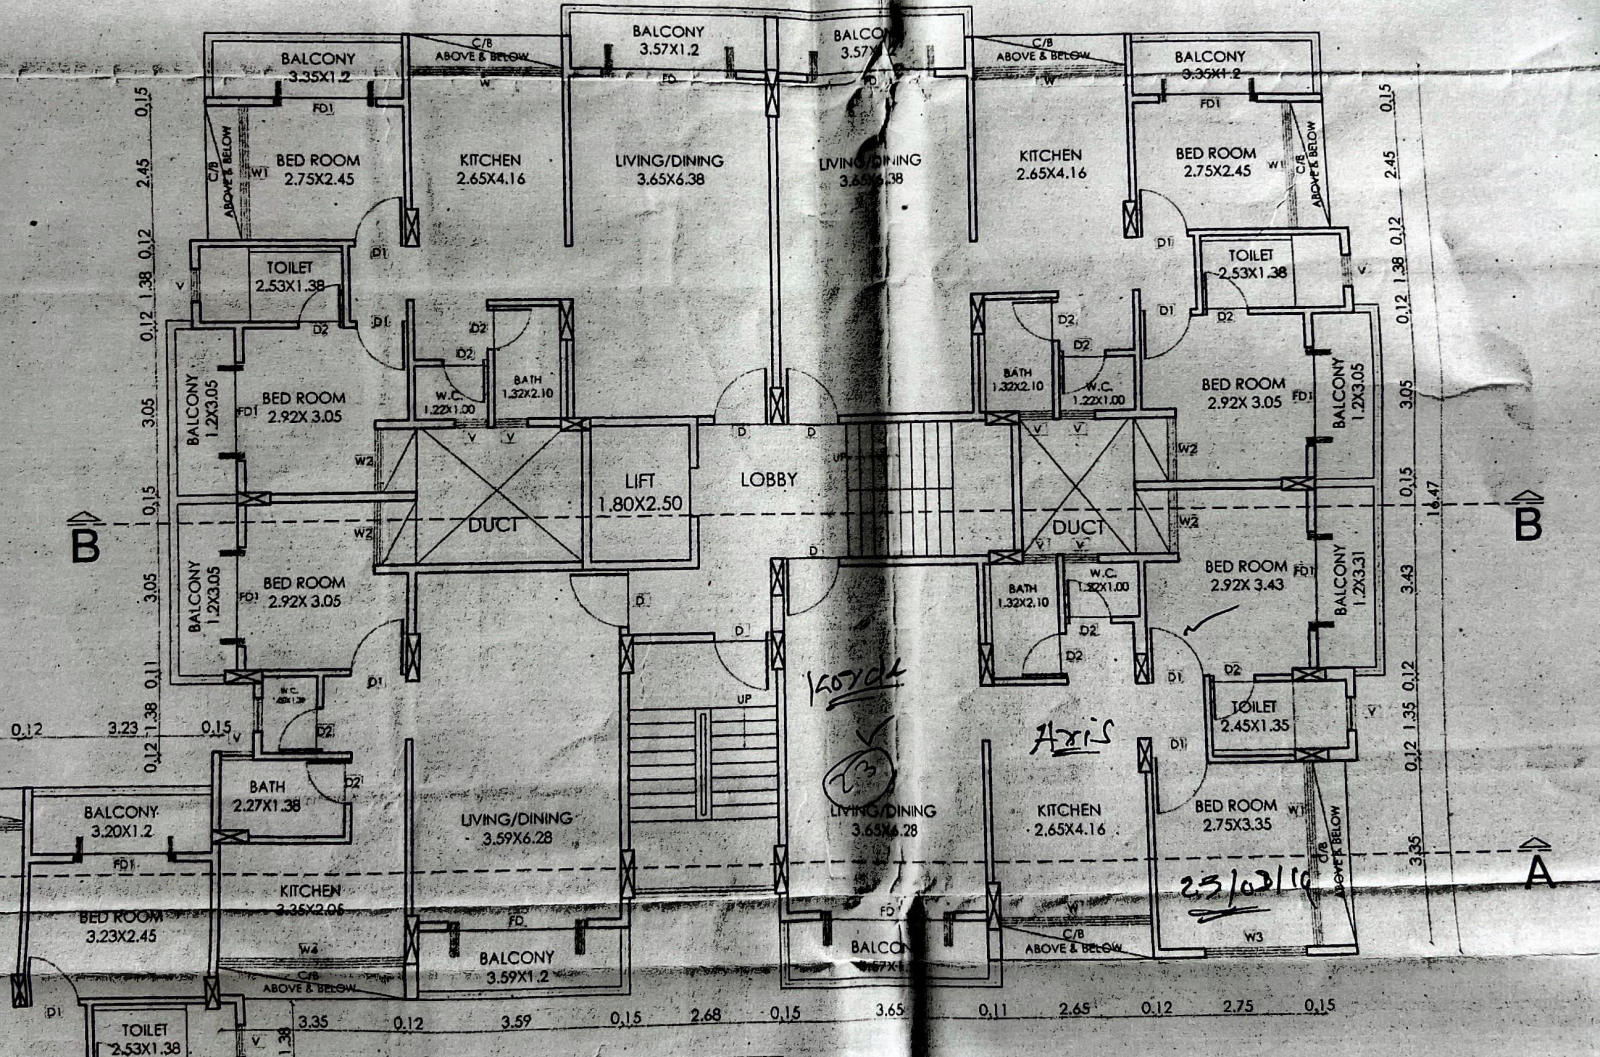 BALCONY
3.35X1.2
C/B
ABOVE & BELOW
W
BALCONY
3.57X1.2
FD
BALCO
3.57X
FD
C/B
ABOVE & BELOW
W
BALCONY
3.35X1.2
FD1
FD1
C/B
ABOVE & BELOW
W1
BED ROOM
2.75X2.45
KITCHEN
2.65X4.16
LIVING/DINING
3.65X6.38
LIVING/DINING
3.65X6.38
KITCHEN
2.65X4.16
BED ROOM
2.75X2.45
W1
C/B
ABOVE & BELOW
0.15
2.45
0.12
1.38
0.12
3.05
0.15
3.05
0.11
1.38
0.12
0.15
2.45
0.12
1.38
0.12
3.05
0.15
3.43
0.12
1.35
0.12
3.35
16.47
D1
D1
TOILET
2.53X1.38
V
D2
D1
TOILET
2.53X1.38
V
D1
D2
D1
D2
D2
W.C.
1.22X1.00
BATH
1.32X2.10
V
V
BATH
1.32X2.10
D2
D2
W.C.
1.22X1.00
V
V
BALCONY
1.2X3.05
FD1
BED ROOM
2.92X 3.05
W2
BED ROOM
2.92X 3.05
FD1
BALCONY
1.2X3.05
W2
DUCT
LIFT
1.80X2.50
LOBBY
D
D
UP
DUCT
V
V
B
B
W2
W2
BALCONY
1.2X3.05
FD1
BED ROOM
2.92X 3.05
D
D
D
BATH
1.32X2.10
W.C.
D2
D2
BED ROOM
2.92X 3.43
FD1
BALCONY
1.2X3.31
D1
W.C.
D2
V
UP
D1
D2
TOILET
2.45X1.35
V
D1
0.12
3.23
0.15
Axis
23
BATH
2.27X1.38
D2
LIVING/DINING
3.59X6.28
LIVING/DINING
3.65X6.28
KITCHEN
2.65X4.16
BED ROOM
2.75X3.35
W1
C/B
ABOVE & BELOW
BALCONY
3.20X1.2
FD1
A
BED ROOM
3.23X2.45
KITCHEN
3.35X2.05
W4
C/B
ABOVE & BELOW
FD
BALCONY
3.59X1.2
FD
BALCON
W
C/B
ABOVE & BELOW
W3
D1
TOILET
2.53X1.38
V
1.38
3.35
0.12
3.59
0.15
2.68
0.15
3.65
0.11
2.65
0.12
2.75
0.15